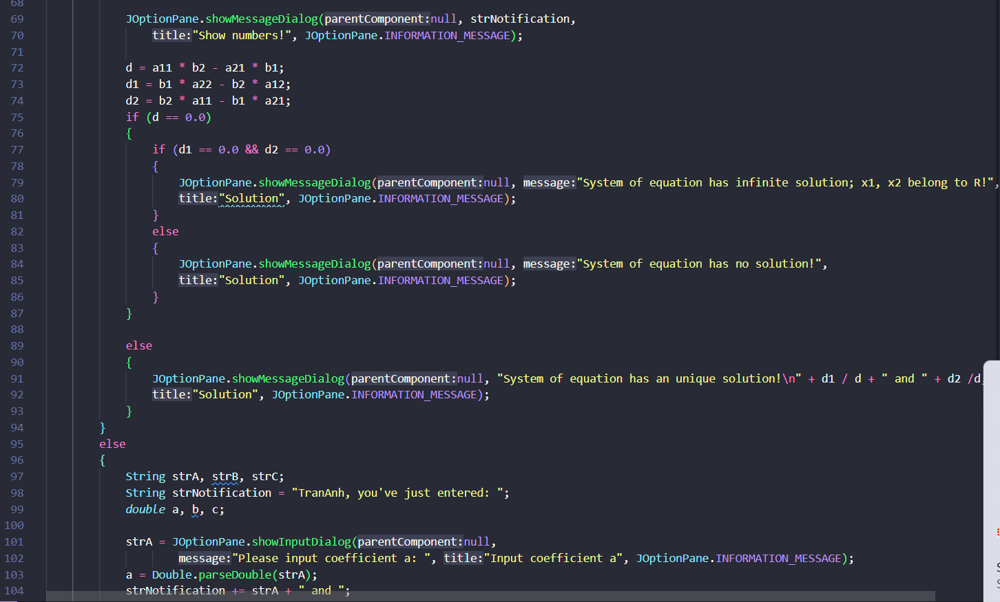 68
69 JOptionPane.showMessageDialog(parentComponent:null, strNotification,
70 title:"Show numbers!", JOptionPane.INFORMATION_MESSAGE);
71
72 d = a11 * b2 - a21 * b1;
73 d1 = b1 * a22 - b2 * a12;
74 d2 = b2 * a11 - b1 * a21;
75 if (d == 0.0)
76 {
77 if (d1 == 0.0 && d2 == 0.0)
78 {
79 JOptionPane.showMessageDialog(parentComponent:null, message:"System of equation has infinite solution; x1, x2 belong to R!",
80 title:"Solution", JOptionPane.INFORMATION_MESSAGE);
81 }
82 else
83 {
84 JOptionPane.showMessageDialog(parentComponent:null, message:"System of equation has no solution!",
85 title:"Solution", JOptionPane.INFORMATION_MESSAGE);
86 }
87 }
88
89 else
90 {
91 JOptionPane.showMessageDialog(parentComponent:null, "System of equation has an unique solution!\n" + d1 / d + " and " + d2 /d,
92 title:"Solution", JOptionPane.INFORMATION_MESSAGE);
93 }
94 }
95 else
96 {
97 String strA, strB, strC;
98 String strNotification = "TranAnh, you've just entered: ";
99 double a, b, c;
100
101 strA = JOptionPane.showInputDialog(parentComponent:null,
102 message:"Please input coefficient a: ", title:"Input coefficient a", JOptionPane.INFORMATION_MESSAGE);
103 a = Double.parseDouble(strA);
104 strNotification += strA + " and ";